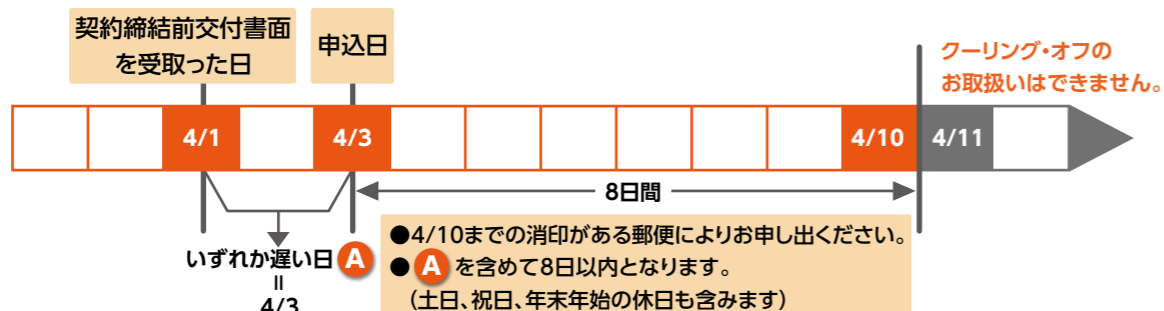 契約締結前交付書面
を受取った日
申込日
クーリング・オフの
お取扱いはできません。
4/1
4/3
4/10
4/11
8日間
いずれか遅い日 A
=
4/3
●4/10までの消印がある郵便によりお申し出ください。
● A を含めて8日以内となります。
(土日、祝日、年末年始の休日も含みます)